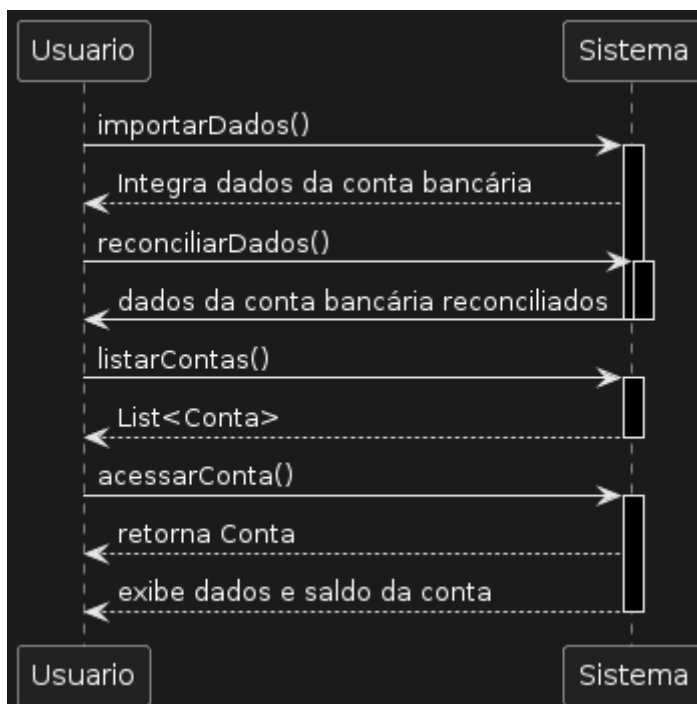 Usuario
Sistema
importarDados()
Integra dados da conta bancária
reconciliarDados()
dados da conta bancária reconciliados
listarContas()
List<Conta>
acessarConta()
retorna Conta
exibe dados e saldo da conta
Usuario
Sistema